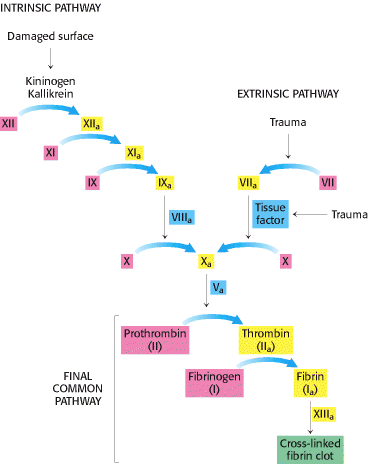 INTRINSIC PATHWAY
Damaged surface
Kininogen
Kallikrein
XII
XIIa
XI
XIa
IX
IXa
VIIIa
EXTRINSIC PATHWAY
Trauma
VIIa
VII
Tissue
factor
Trauma
X
Xa
X
Va
FINAL
COMMON
PATHWAY
Prothrombin
(II)
Thrombin
(IIa)
Fibrinogen
(I)
Fibrin
(Ia)
XIIIa
Cross-linked
fibrin clot